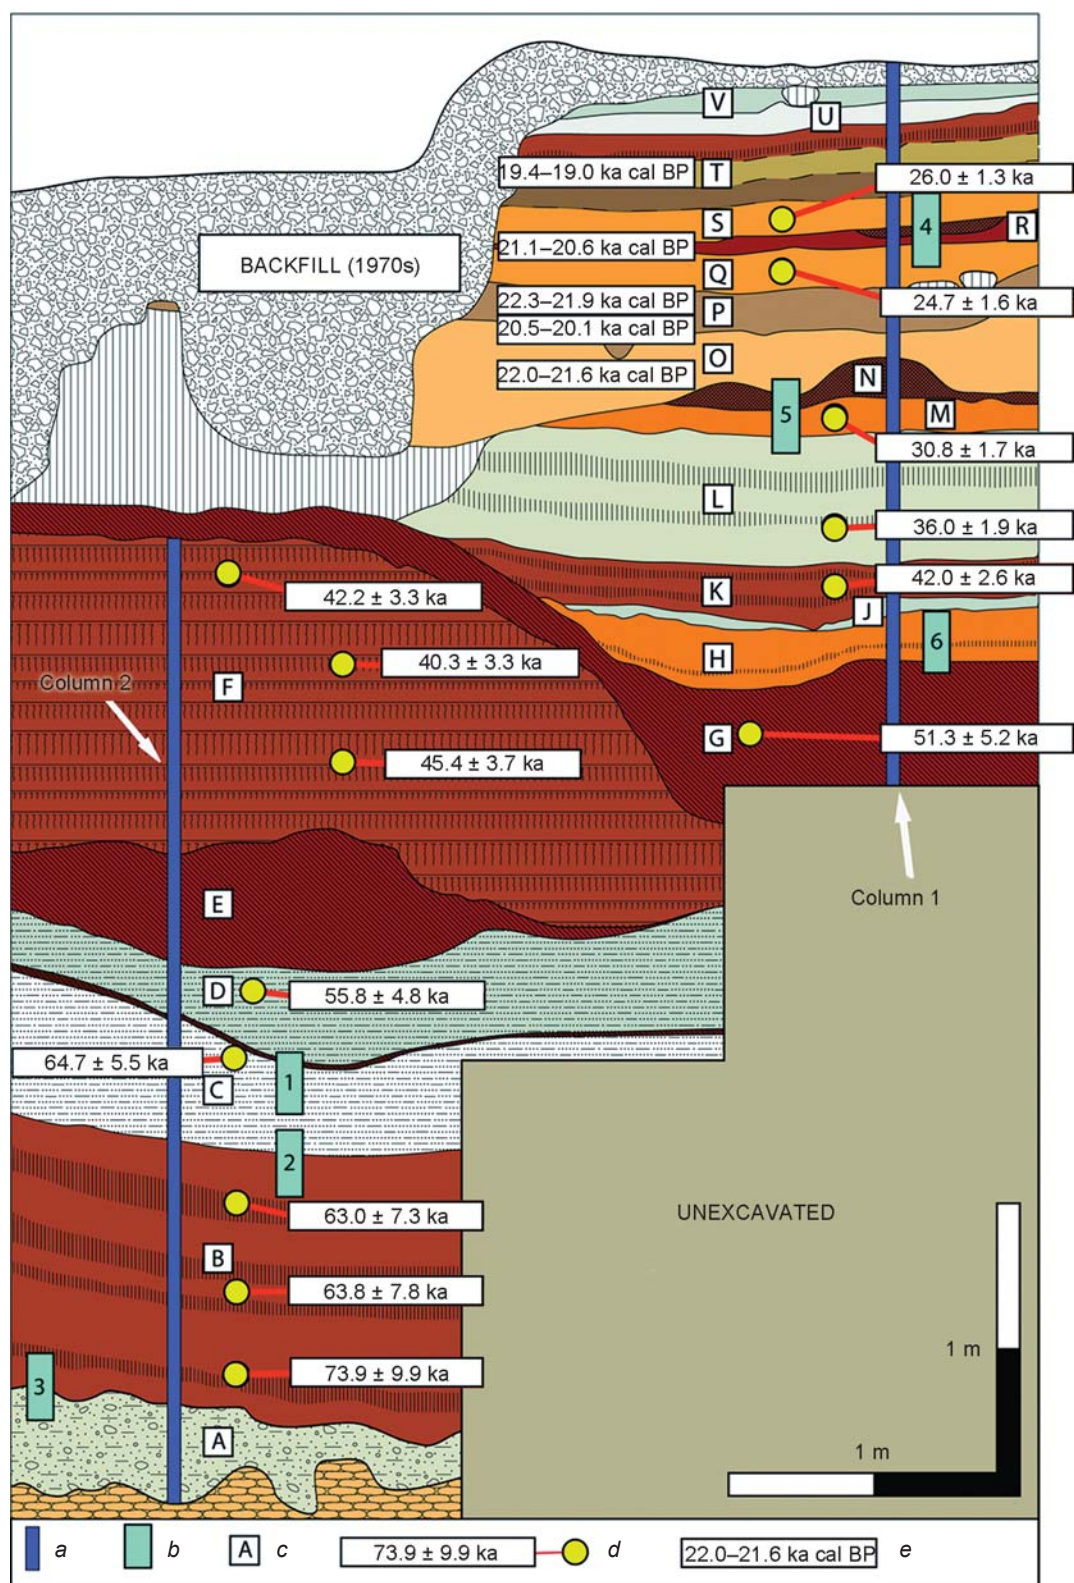 V
U
19.4–19.0 ka cal BP
T
26.0 ± 1.3 ka
S
4
R
21.1–20.6 ka cal BP
BACKFILL (1970s)
Q
22.3–21.9 ka cal BP
24.7 ± 1.6 ka
P
20.5–20.1 ka cal BP
O
22.0–21.6 ka cal BP
N
5
M
30.8 ± 1.7 ka
L
36.0 ± 1.9 ka
42.0 ± 2.6 ka
K
42.2 ± 3.3 ka
J
6
H
40.3 ± 3.3 ka
Column 2
F
G
51.3 ± 5.2 ka
45.4 ± 3.7 ka
Column 1
E
D
55.8 ± 4.8 ka
64.7 ± 5.5 ka
C
1
2
63.0 ± 7.3 ka
UNEXCAVATED
B
63.8 ± 7.8 ka
1 m
73.9 ± 9.9 ka
3
A
1 m
a
b
A c
73.9 ± 9.9 ka d
22.0–21.6 ka cal BP e